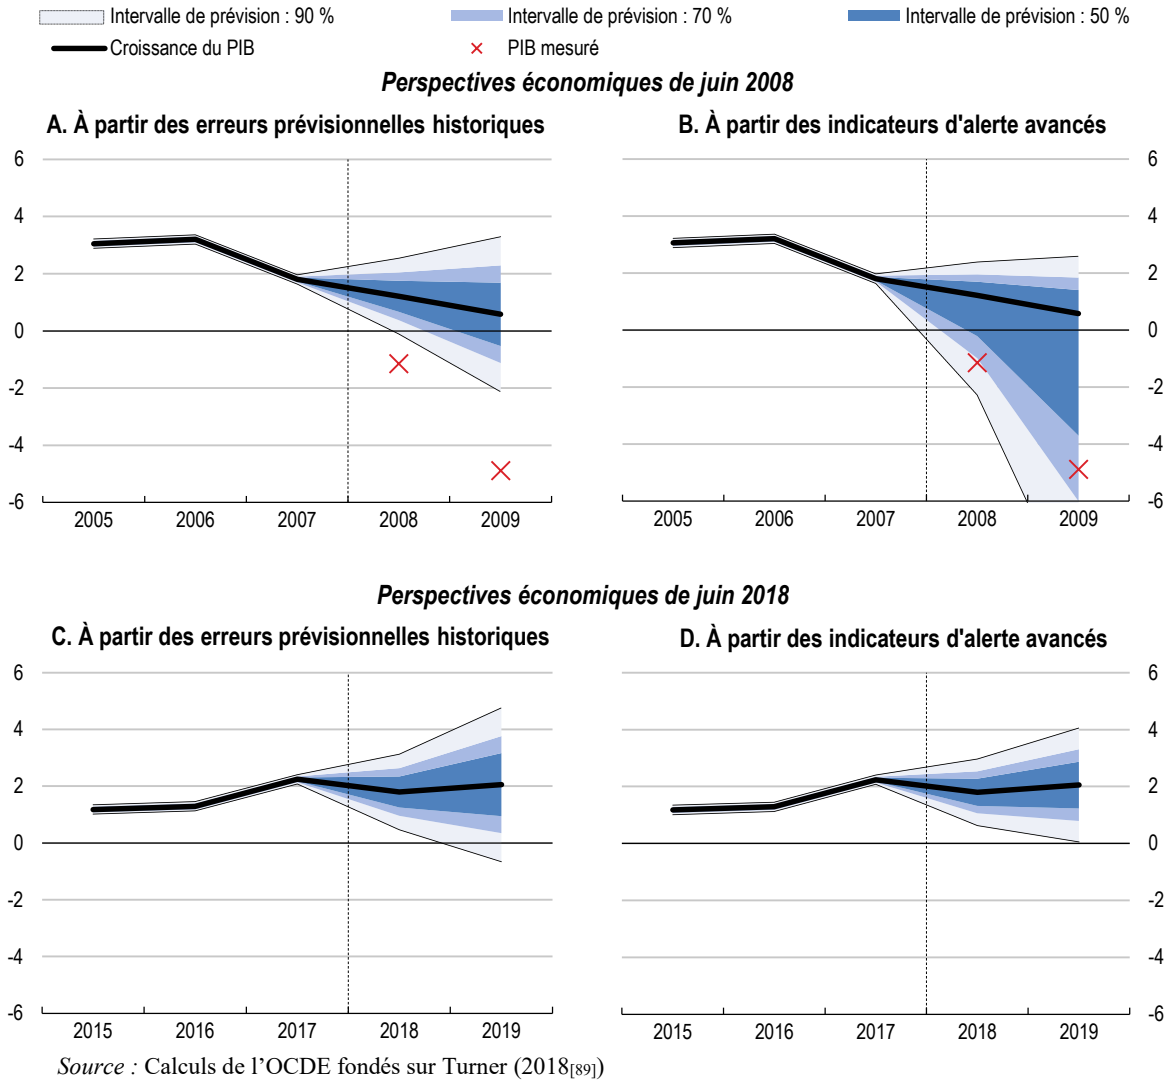 Intervalle de prévision : 90 %
Intervalle de prévision : 70 %
Intervalle de prévision : 50 %
Croissance du PIB
PIB mesuré
Perspectives économiques de juin 2008
A. À partir des erreurs prévisionnelles historiques
B. À partir des indicateurs d'alerte avancés
6
4
2
0
-2
-4
-6
2005 2006 2007 2008 2009
6
4
2
0
-2
-4
-6
2005 2006 2007 2008 2009
Perspectives économiques de juin 2018
C. À partir des erreurs prévisionnelles historiques
D. À partir des indicateurs d'alerte avancés
6
4
2
0
-2
-4
-6
2015 2016 2017 2018 2019
6
4
2
0
-2
-4
-6
2015 2016 2017 2018 2019
Source : Calculs de l’OCDE fondés sur Turner (2018[89])